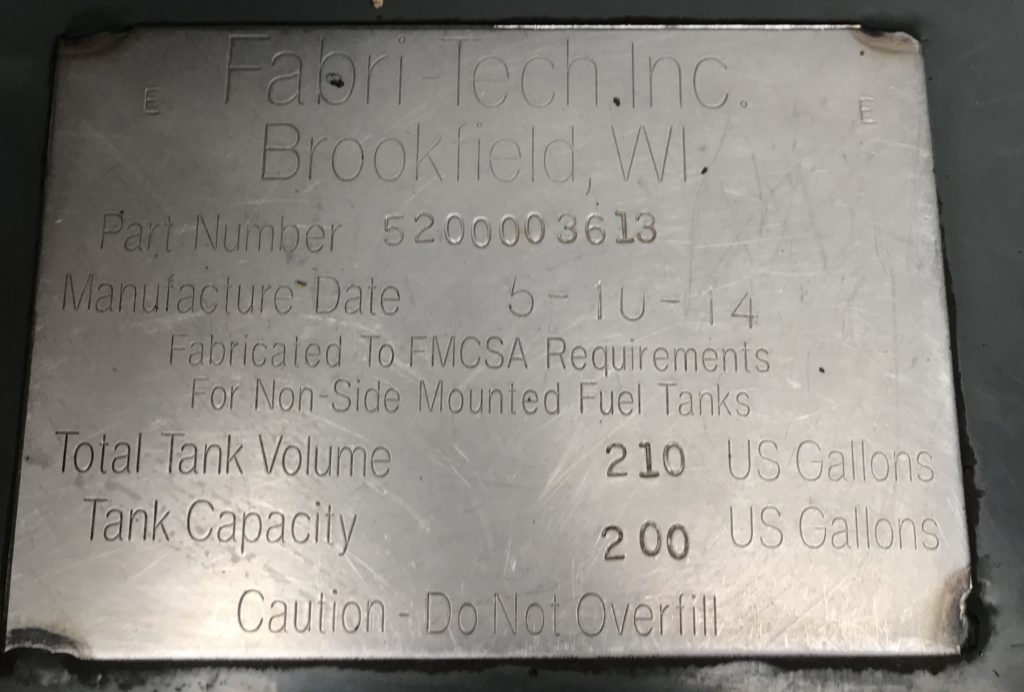 Fabri-Tech, Inc.
E E
Brookfield, WI.
Part Number 5200003613
Manufacture Date 5-10-14
Fabricated To FMCSA Requirements
For Non-Side Mounted Fuel Tanks
Total Tank Volume 210 US Gallons
Tank Capacity 200 US Gallons
Caution - Do Not Overfill